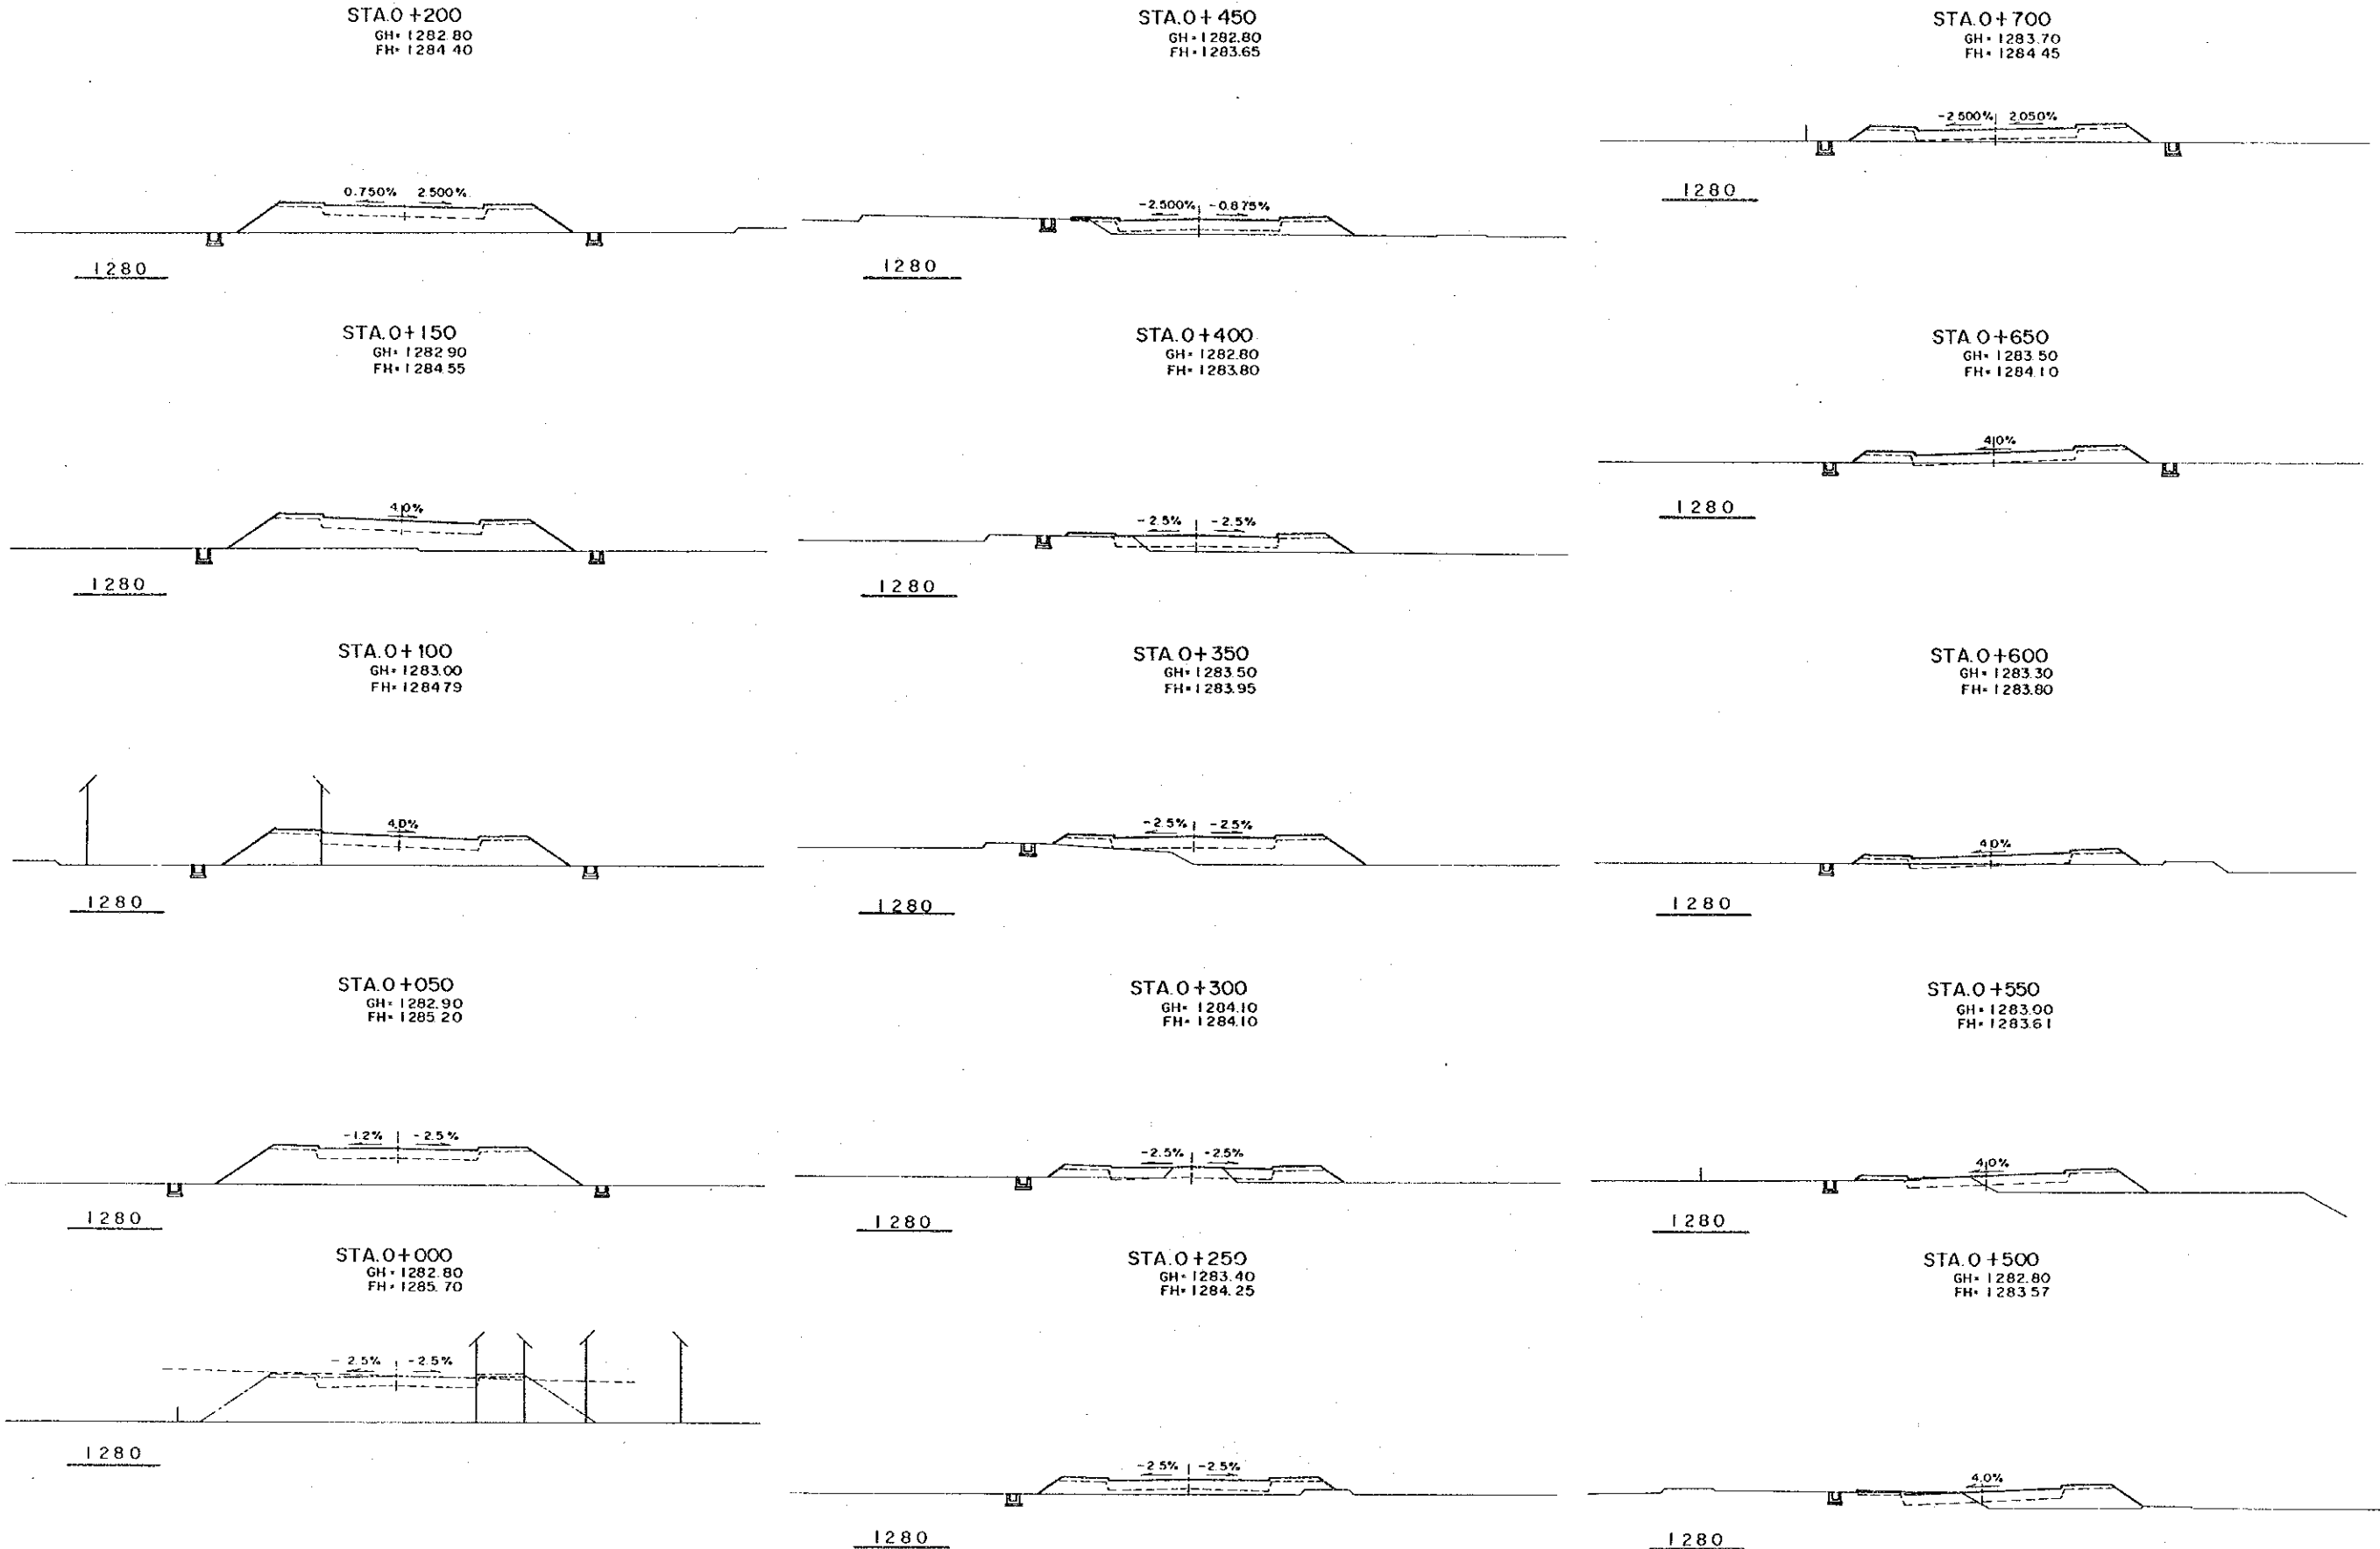 STA.0+200
GH=1282.80
FH=1284.40
0.750% 2.500%
1280
STA.0+150
GH=1282.90
FH=1284.55
4.0%
1280
STA.0+100
GH=1283.00
FH=128479
4.0%
1280
STA.0+050
GH=1282.90
FH=1285.20
-1.2% -2.5%
1280
STA.0+000
GH=1282.80
FH=1285.70
-2.5% -2.5%
1280
STA.0+450
GH=1282.80
FH=1283.65
-2.500% -0.875%
1280
STA.0+400
GH=1282.80
FH=1283.80
-2.5% -2.5%
1280
STA.0+350
GH=1283.50
FH=1283.95
-2.5% -2.5%
1280
STA.0+300
GH=1284.10
FH=1284.10
-2.5% -2.5%
1280
STA.0+250
GH=1283.40
FH=1284.25
-2.5% -2.5%
1280
STA.0+700
GH=1283.70
FH=1284.45
-2.500% 2.050%
1280
STA.0+650
GH=1283.50
FH=1284.10
4.0%
1280
STA.0+600
GH=1283.30
FH=1283.80
4.0%
1280
STA.0+550
GH=1283.00
FH=1283.61
4.0%
1280
STA.0+500
GH=1282.80
FH=1283.57
4.0%
1280